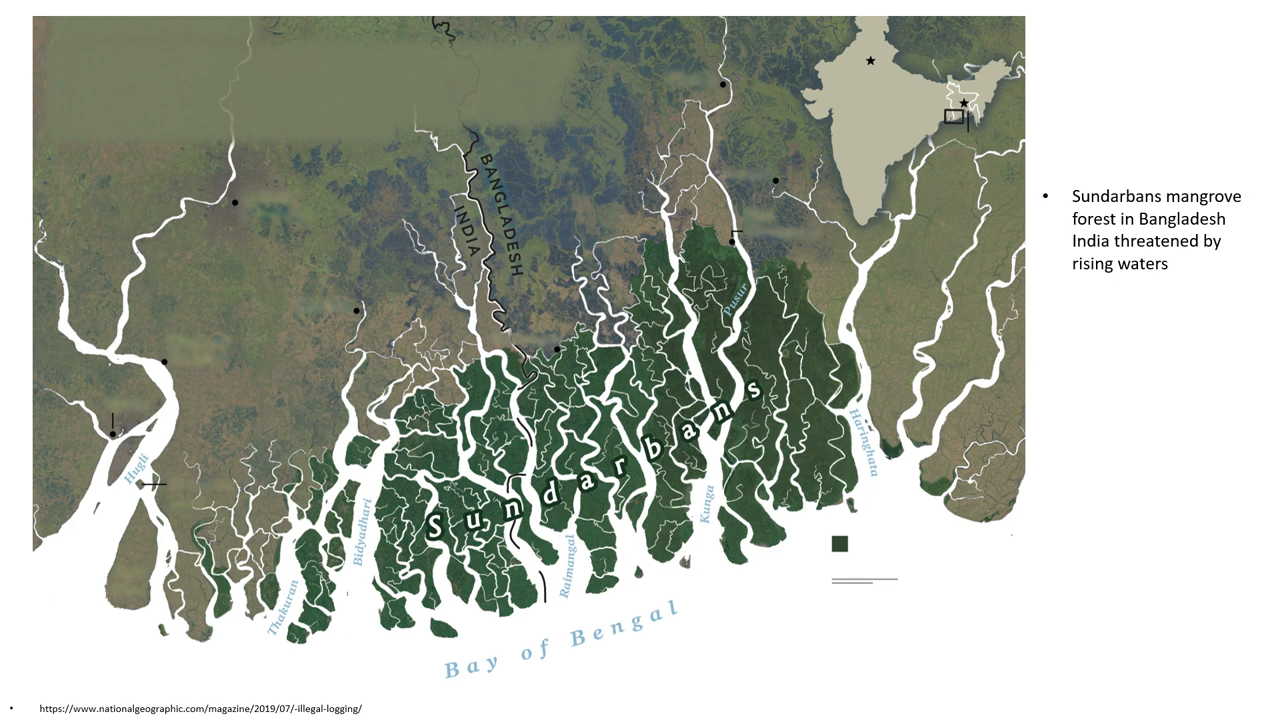 BANGLADESH
INDIA
Sundarbans
Pusur
Hugli
Bidyadhari
Thakuran
Raimangal
Kunga
Haringhata
Bay of Bengal
• Sundarbans mangrove
forest in Bangladesh
India threatened by
rising waters
• https://www.nationalgeographic.com/magazine/2019/07/-illegal-logging/